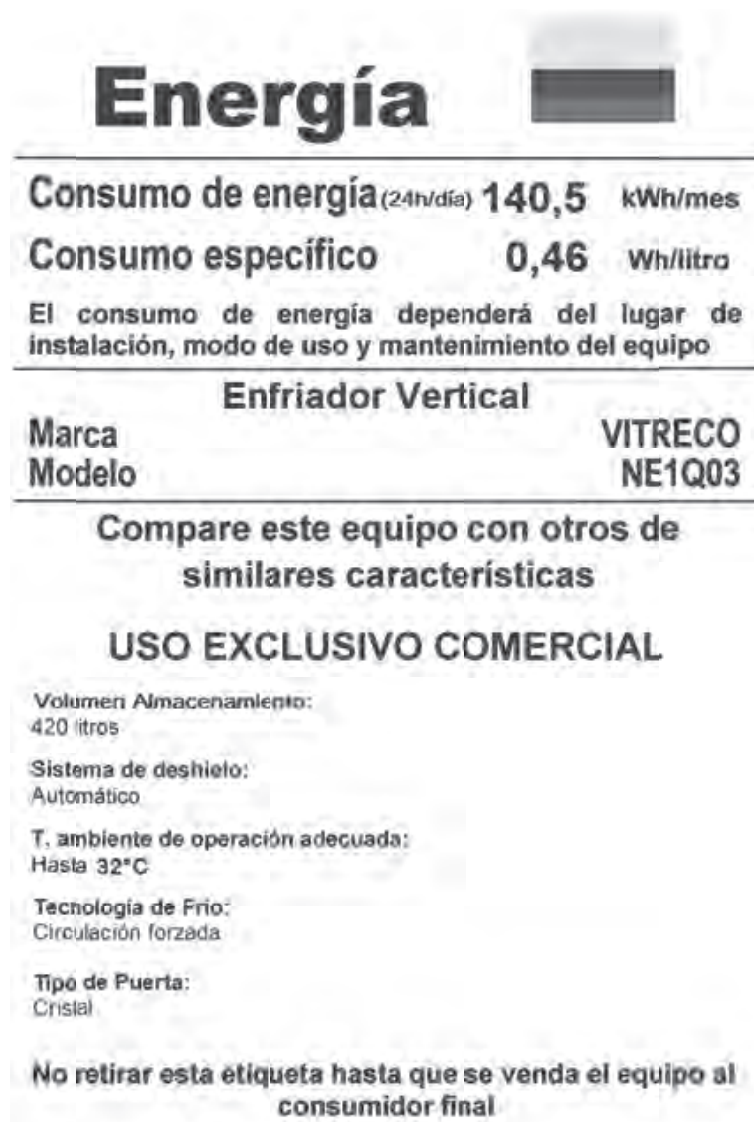 Energía
Consumo de energía (24h/día) 140,5 kWh/mes
Consumo específico 0,46 Wh/litro
El consumo de energía dependerá del lugar de
instalación, modo de uso y mantenimiento del equipo
Enfriador Vertical
Marca VITRECO
Modelo NE1Q03
Compare este equipo con otros de
similares características
USO EXCLUSIVO COMERCIAL
Volumen Almacenamiento:
420 litros
Sistema de deshielo:
Automático
T. ambiente de operación adecuada:
Hasta 32°C
Tecnología de Frio:
Circulación forzada
Tipo de Puerta:
Cristal
No retirar esta etiqueta hasta que se venda el equipo al
consumidor final